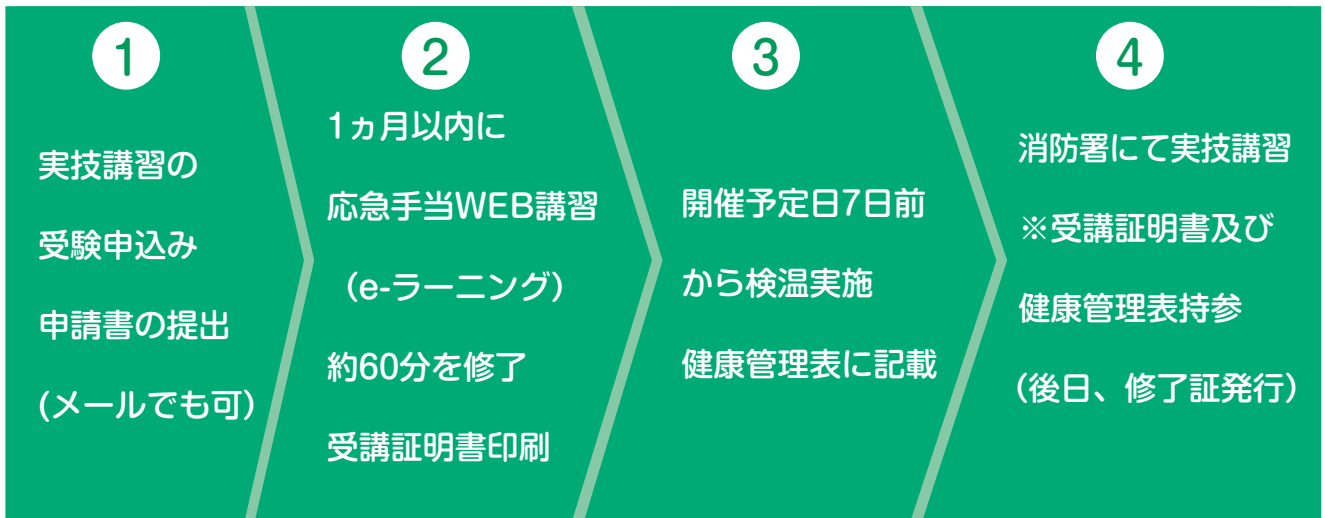 1
実技講習の
受験申込み
申請書の提出
(メールでも可)
2
1ヵ月以内に
応急手当WEB講習
（e-ラーニング）
約60分を修了
受講証明書印刷
3
開催予定日7日前
から検温実施
健康管理表に記載
4
消防署にて実技講習
※受講証明書及び
健康管理表持参
（後日、修了証発行）